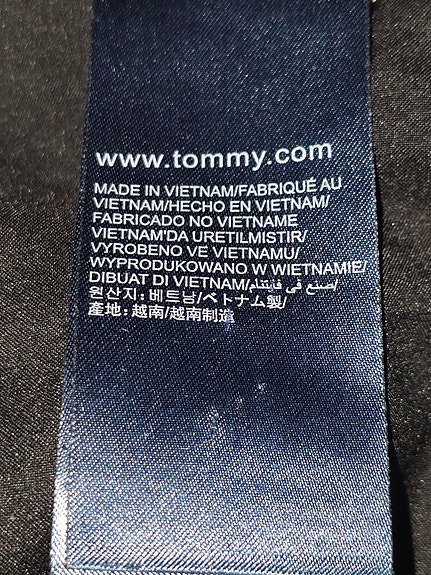 www.tommy.com
MADE IN VIETNAM/FABRIQUÉ AU
VIETNAM/HECHO EN VIETNAM/
FABRICADO NO VIETNAME
VIETNAM'DA URETILMISTIR/
VYROBENO VE VIETNAMU/
WYPRODUKOWANO W WIETNAMIE/
DIBUAT DI VIETNAM/صنع في فيتنام/
원산지:베트남/ベトナム製/
產地:越南/越南制造